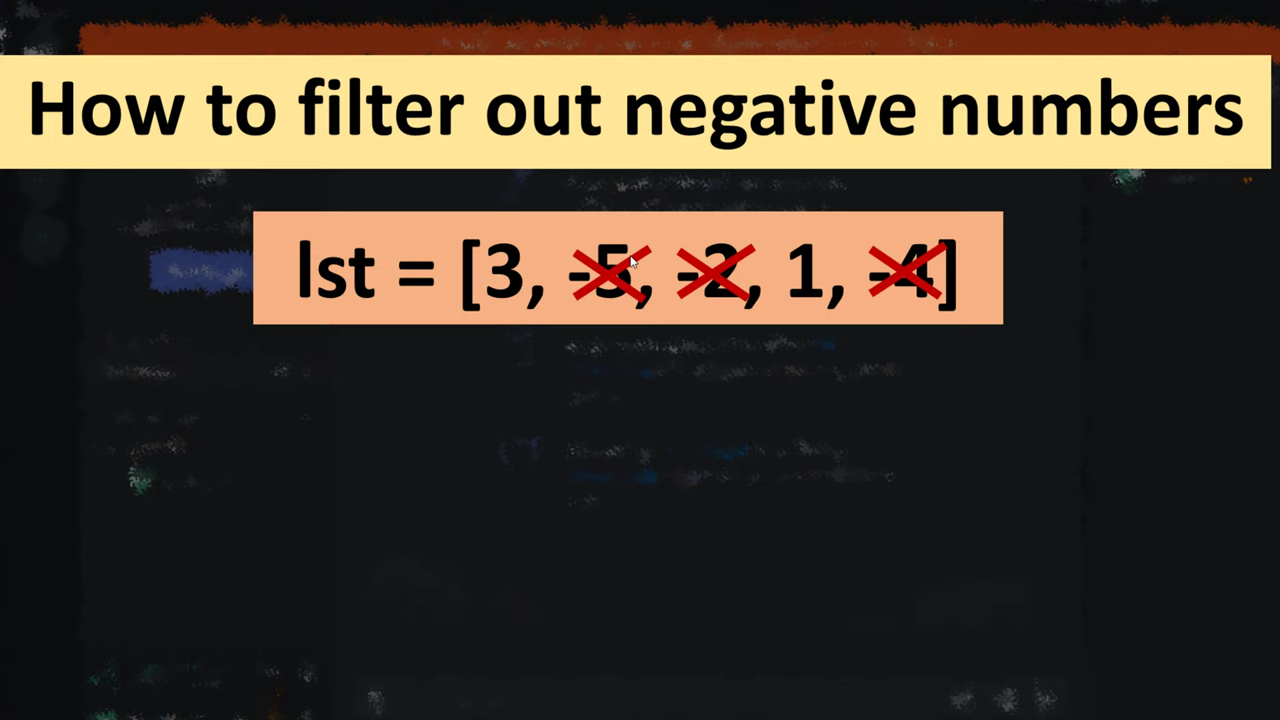 How to filter out negative numbers
lst = [3, -5, -2, 1, -4]